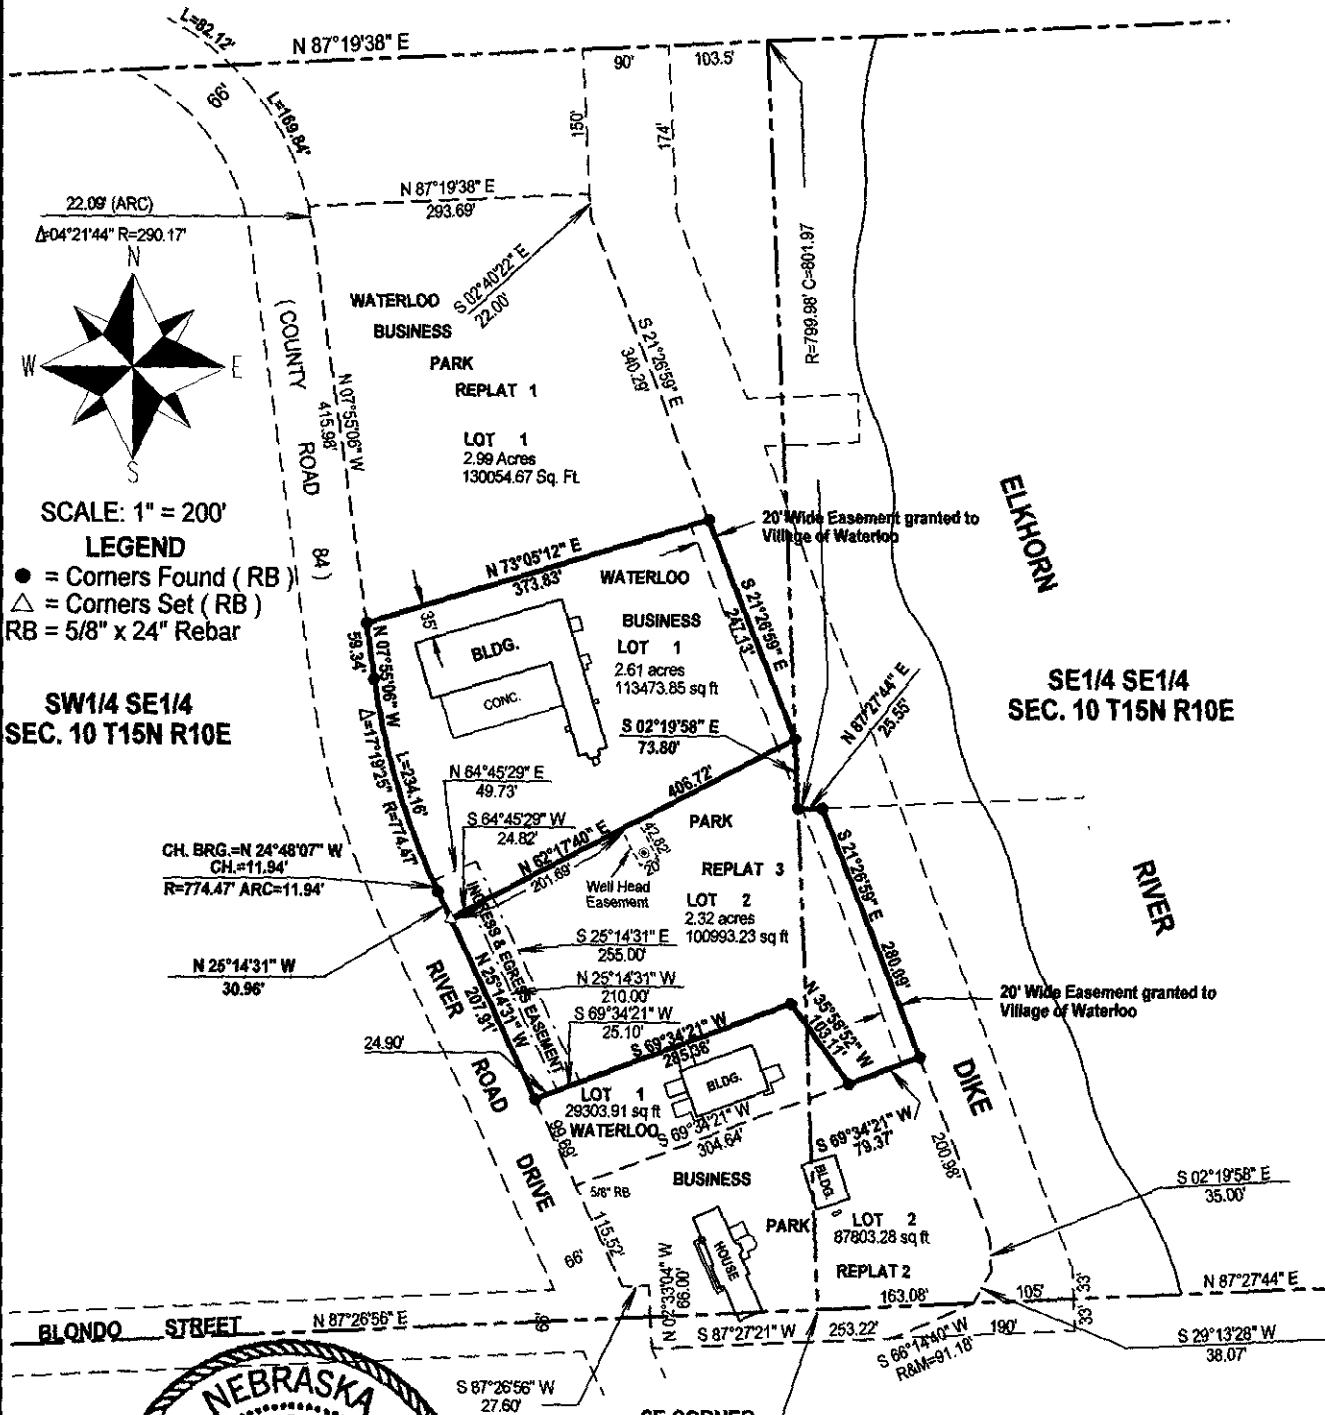 L=82.12'
N 87°19'38" E
90'
103.5'
66'
L=169.84'
150'
174'
22.09' (ARC)
Δ=04°21'44" R=290.17'
N 87°19'38" E
293.69'
S 02°40'22" E
22.00'
R=799.98' C=801.97
N
W
E
S
(COUNTY ROAD 84)
N 07°55'06" W
415.98'
WATERLOO
BUSINESS
PARK
REPLAT 1
LOT 1
2.99 Acres
130054.67 Sq. Ft.
S 21°26'59" E
340.29'
SCALE: 1" = 200'
LEGEND
● = Corners Found ( RB )
△ = Corners Set ( RB )
RB = 5/8" x 24" Rebar
SW1/4 SE1/4
SEC. 10 T15N R10E
ELKHORN
RIVER
20' Wide Easement granted to
Village of Waterloo
N 73°05'12" E
373.83'
35'
WATERLOO
BUSINESS
LOT 1
2.61 acres
113473.85 sq ft
BLDG.
CONC.
S 21°26'59" E
247.13'
N 07°55'06" W
59.34'
Δ=17°19'25" R=774.47'
L=234.16'
S 02°19'58" E
73.80'
N 87°27'44" E
25.55'
SE1/4 SE1/4
SEC. 10 T15N R10E
N 64°45'29" E
49.73'
S 64°45'29" W
24.82'
406.72'
N 62°17'40" E
201.69'
CH. BRG.=N 24°48'07" W
CH.=11.94'
R=774.47' ARC=11.94'
42.82'
20'
Well Head
Easement
PARK
REPLAT 3
LOT 2
2.32 acres
100993.23 sq ft
S 21°26'59" E
280.09'
N 25°14'31" W
30.96'
INGRESS & EGRESS EASEMENT
S 25°14'31" E
255.00'
N 25°14'31" W
210.00'
S 69°34'21" W
25.10'
N 25°14'31" W
207.91'
S 69°34'21" W
285.36'
N 35°58'52" W
103.11'
20' Wide Easement granted to
Village of Waterloo
24.90'
RIVER ROAD DRIVE
LOT 1
29303.91 sq ft
WATERLOO
BLDG.
S 69°34'21" W
304.64'
99.69'
S 69°34'21" W
79.37'
DIKE
200.98'
5/8" RB
BUSINESS
BLDG.
PARK
LOT 2
87803.28 sq ft
REPLAT 2
HOUSE
115.52'
66'
S 02°19'58" E
35.00'
N 02°33'04" W
66.00'
163.08'
105'
33'
33'
N 87°27'44" E
BLONDO STREET
N 87°26'56" E
66'
S 87°27'21" W
253.22'
190'
S 66°14'40" W
R&M=91.18'
S 29°13'28" W
38.07'
S 87°26'56" W
27.60'
NEBRASKA
SE CORNER